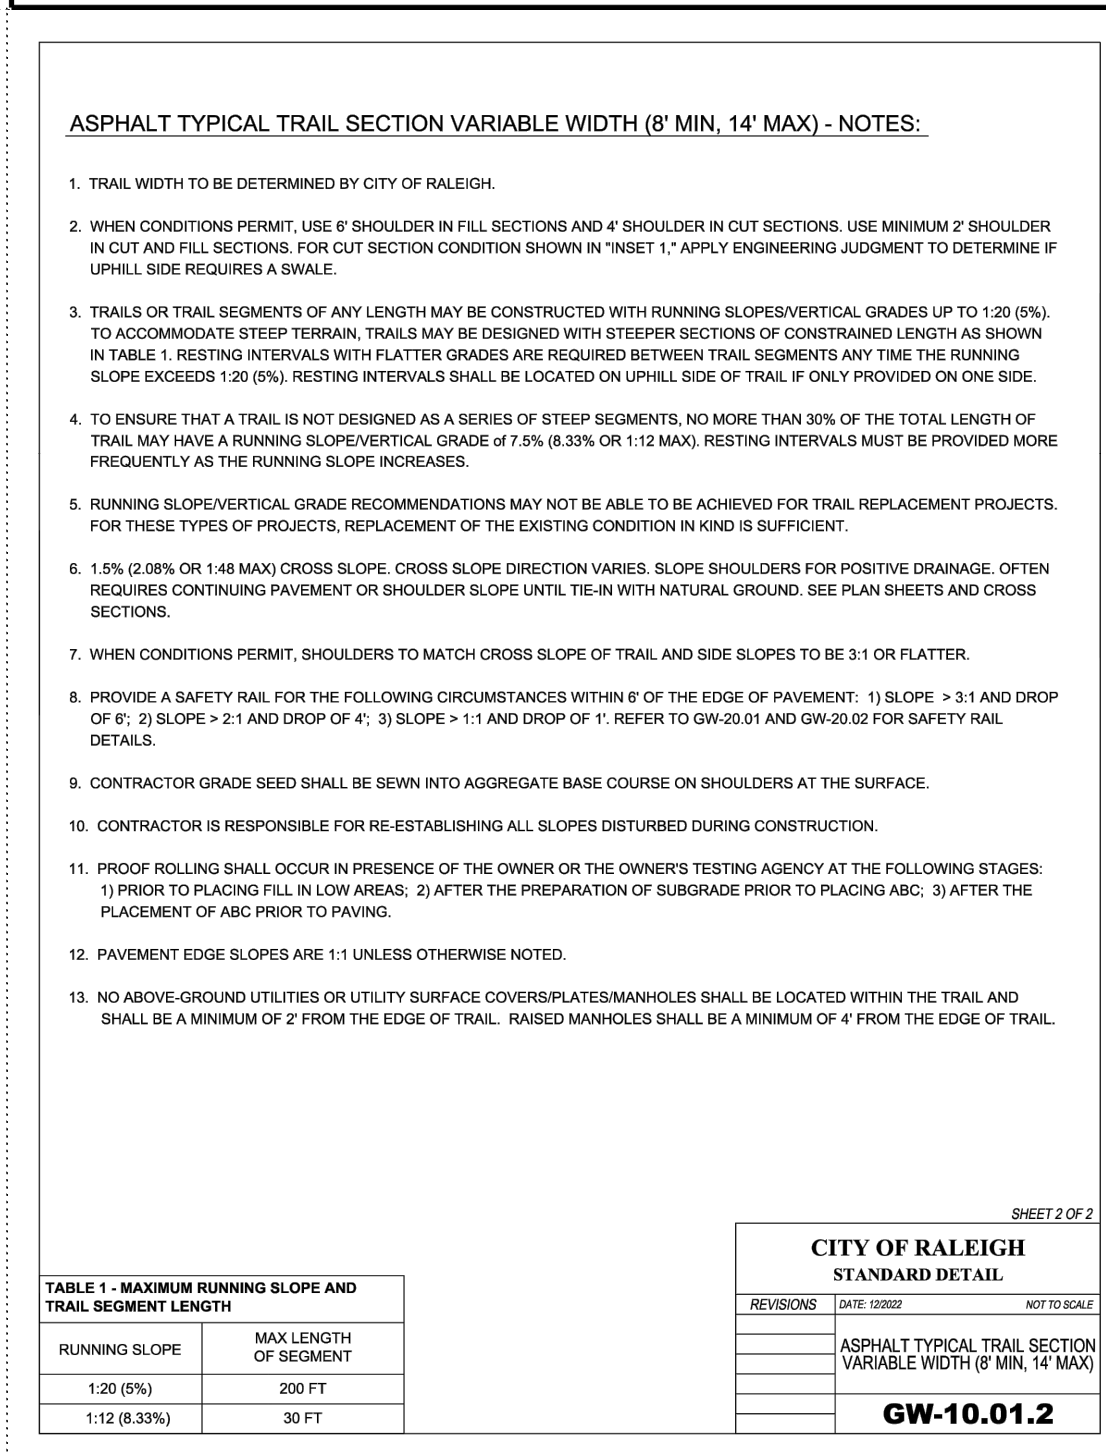 ASPHALT TYPICAL TRAIL SECTION VARIABLE WIDTH (8' MIN, 14' MAX) - NOTES:
1. TRAIL WIDTH TO BE DETERMINED BY CITY OF RALEIGH.
2. WHEN CONDITIONS PERMIT, USE 6' SHOULDER IN FILL SECTIONS AND 4' SHOULDER IN CUT SECTIONS. USE MINIMUM 2' SHOULDER
IN CUT AND FILL SECTIONS. FOR CUT SECTION CONDITION SHOWN IN "INSET 1," APPLY ENGINEERING JUDGMENT TO DETERMINE IF
UPHILL SIDE REQUIRES A SWALE.
3. TRAILS OR TRAIL SEGMENTS OF ANY LENGTH MAY BE CONSTRUCTED WITH RUNNING SLOPES/VERTICAL GRADES UP TO 1:20 (5%).
TO ACCOMMODATE STEEP TERRAIN, TRAILS MAY BE DESIGNED WITH STEEPER SECTIONS OF CONSTRAINED LENGTH AS SHOWN
IN TABLE 1. RESTING INTERVALS WITH FLATTER GRADES ARE REQUIRED BETWEEN TRAIL SEGMENTS ANY TIME THE RUNNING
SLOPE EXCEEDS 1:20 (5%). RESTING INTERVALS SHALL BE LOCATED ON UPHILL SIDE OF TRAIL IF ONLY PROVIDED ON ONE SIDE.
4. TO ENSURE THAT A TRAIL IS NOT DESIGNED AS A SERIES OF STEEP SEGMENTS, NO MORE THAN 30% OF THE TOTAL LENGTH OF
TRAIL MAY HAVE A RUNNING SLOPE/VERTICAL GRADE of 7.5% (8.33% OR 1:12 MAX). RESTING INTERVALS MUST BE PROVIDED MORE
FREQUENTLY AS THE RUNNING SLOPE INCREASES.
5. RUNNING SLOPE/VERTICAL GRADE RECOMMENDATIONS MAY NOT BE ABLE TO BE ACHIEVED FOR TRAIL REPLACEMENT PROJECTS.
FOR THESE TYPES OF PROJECTS, REPLACEMENT OF THE EXISTING CONDITION IN KIND IS SUFFICIENT.
6. 1.5% (2.08% OR 1:48 MAX) CROSS SLOPE. CROSS SLOPE DIRECTION VARIES. SLOPE SHOULDERS FOR POSITIVE DRAINAGE. OFTEN
REQUIRES CONTINUING PAVEMENT OR SHOULDER SLOPE UNTIL TIE-IN WITH NATURAL GROUND. SEE PLAN SHEETS AND CROSS
SECTIONS.
7. WHEN CONDITIONS PERMIT, SHOULDERS TO MATCH CROSS SLOPE OF TRAIL AND SIDE SLOPES TO BE 3:1 OR FLATTER.
8. PROVIDE A SAFETY RAIL FOR THE FOLLOWING CIRCUMSTANCES WITHIN 6' OF THE EDGE OF PAVEMENT: 1) SLOPE > 3:1 AND DROP
OF 6'; 2) SLOPE > 2:1 AND DROP OF 4'; 3) SLOPE > 1:1 AND DROP OF 1'. REFER TO GW-20.01 AND GW-20.02 FOR SAFETY RAIL
DETAILS.
9. CONTRACTOR GRADE SEED SHALL BE SEWN INTO AGGREGATE BASE COURSE ON SHOULDERS AT THE SURFACE.
10. CONTRACTOR IS RESPONSIBLE FOR RE-ESTABLISHING ALL SLOPES DISTURBED DURING CONSTRUCTION.
11. PROOF ROLLING SHALL OCCUR IN PRESENCE OF THE OWNER OR THE OWNER'S TESTING AGENCY AT THE FOLLOWING STAGES:
1) PRIOR TO PLACING FILL IN LOW AREAS; 2) AFTER THE PREPARATION OF SUBGRADE PRIOR TO PLACING ABC; 3) AFTER THE
PLACEMENT OF ABC PRIOR TO PAVING.
12. PAVEMENT EDGE SLOPES ARE 1:1 UNLESS OTHERWISE NOTED.
13. NO ABOVE-GROUND UTILITIES OR UTILITY SURFACE COVERS/PLATES/MANHOLES SHALL BE LOCATED WITHIN THE TRAIL AND
SHALL BE A MINIMUM OF 2' FROM THE EDGE OF TRAIL. RAISED MANHOLES SHALL BE A MINIMUM OF 4' FROM THE EDGE OF TRAIL.
TABLE 1 - MAXIMUM RUNNING SLOPE AND
TRAIL SEGMENT LENGTH
RUNNING SLOPE
MAX LENGTH
OF SEGMENT
1:20 (5%) 200 FT
1:12 (8.33%) 30 FT
SHEET 2 OF 2
CITY OF RALEIGH
STANDARD DETAIL
REVISIONS DATE: 12/2022 NOT TO SCALE
ASPHALT TYPICAL TRAIL SECTION
VARIABLE WIDTH (8' MIN, 14' MAX)
GW-10.01.2